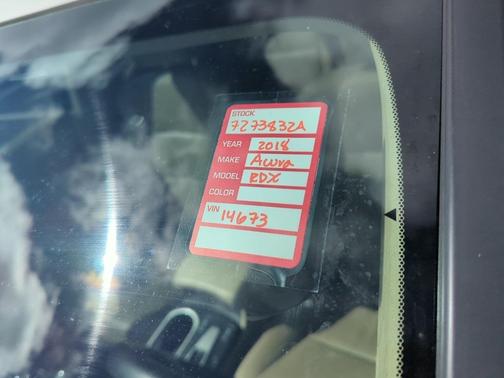 STOCK
7273832A
YEAR 2018
MAKE Acura
MODEL RDX
COLOR
VIN 14673